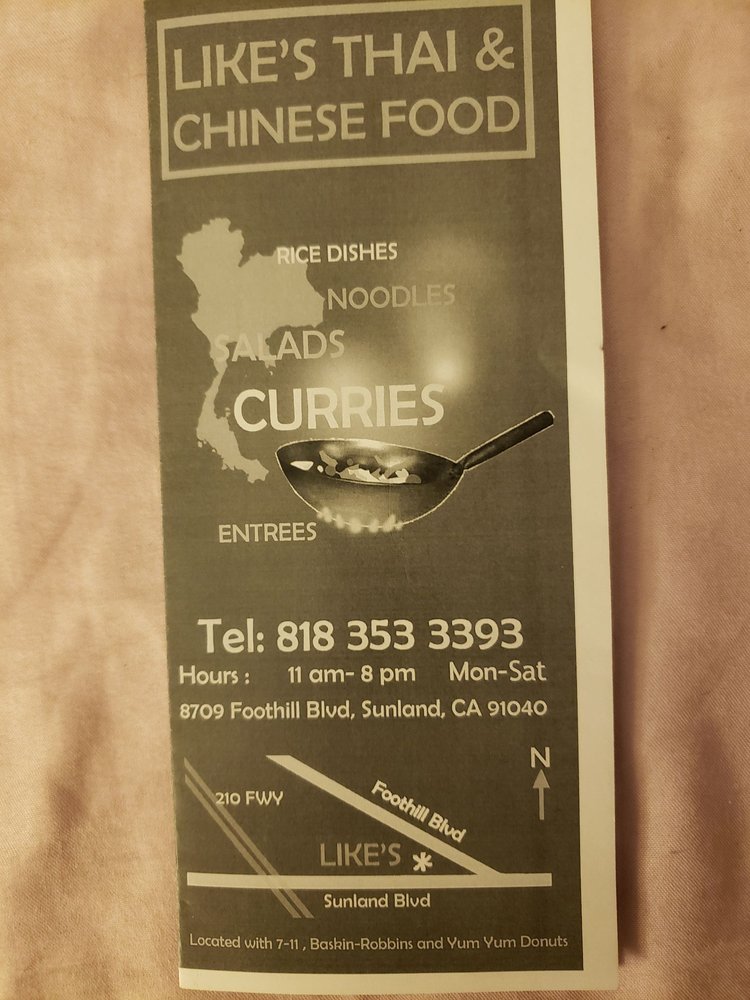 LIKE'S THAI &
CHINESE FOOD
RICE DISHES
NOODLES
SALADS
CURRIES
ENTREES
Tel: 818 353 3393
Hours : 11 am- 8 pm Mon-Sat
8709 Foothill Blvd, Sunland, CA 91040
N
210 FWY
Foothill Blvd
LIKE'S *
Sunland Blvd
Located with 7-11 , Baskin-Robbins and Yum Yum Donuts